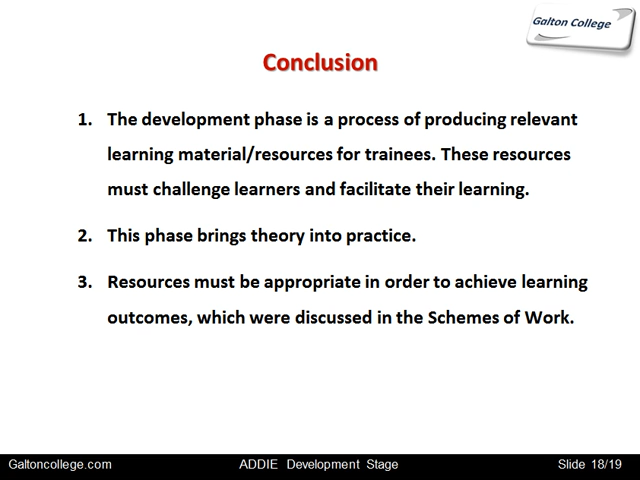 Galton College
Conclusion
1. The development phase is a process of producing relevant
learning material/resources for trainees. These resources
must challenge learners and facilitate their learning.
2. This phase brings theory into practice.
3. Resources must be appropriate in order to achieve learning
outcomes, which were discussed in the Schemes of Work.
Galtoncollege.com ADDIE Development Stage Slide 18/19